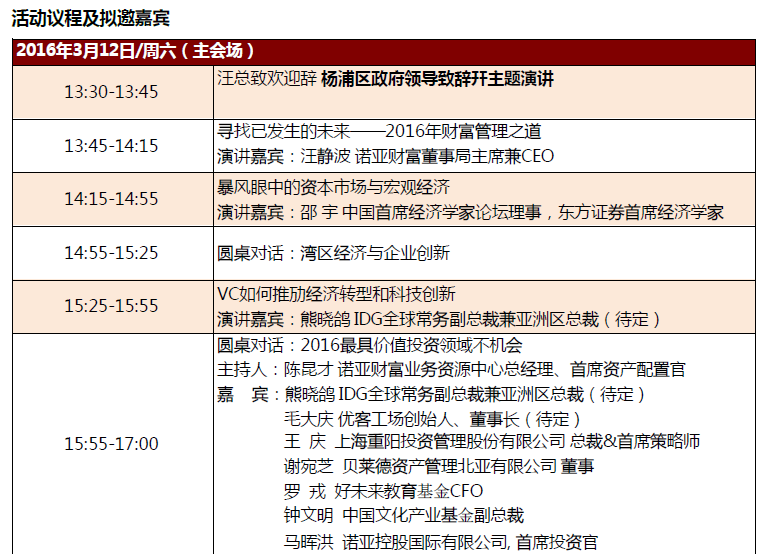 活动议程及拟邀嘉宾
2016年3月12日/周六（主会场）
13:30-13:45
汪总致欢迎辞 杨浦区政府领导致辞幵主题演讲
13:45-14:15
寻找已发生的未来——2016年财富管理之道
演讲嘉宾：汪静波 诺亚财富董事局主席兼CEO
14:15-14:55
暴风眼中的资本市场与宏观经济
演讲嘉宾：邵 宇 中国首席经济学家论坛理事，东方证券首席经济学家
14:55-15:25
圆桌对话：湾区经济与企业创新
15:25-15:55
VC如何推动经济转型和科技创新
演讲嘉宾：熊晓鸽 IDG全球常务副总裁兼亚洲区总裁（待定）
15:55-17:00
圆桌对话：2016最具价值投资领域不机会
主持人：陈昆才 诺亚财富业务资源中心总经理、首席资产配置官
嘉 宾：熊晓鸽 IDG全球常务副总裁兼亚洲区总裁（待定）
毛大庆 优客工场创始人、董事长（待定）
王 庆 上海重阳投资管理股份有限公司 总裁&首席策略师
谢宛芝 贝莱德资产管理北亚有限公司 董事
罗 戎 好未来教育基金CFO
钟文明 中国文化产业基金副总裁
马晖洪 诺亚控股国际有限公司, 首席投资官